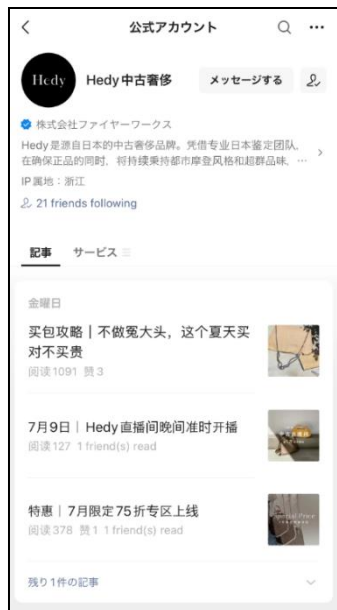 公式アカウント
Hedy
Hedy中古奢侈
メッセージする
株式会社ファイヤーワークス
Hedy是源自日本的中古奢侈品牌。凭借专业日本鉴定团队,
在确保正品的同时, 将持续秉持都市摩登风格和超群品味, …
IP属地:浙江
21 friends following
記事 サービス
金曜日
买包攻略 | 不做冤大头, 这个夏天买
对不买贵
阅读1091 赞3
7月9日 | Hedy直播间晚间准时开播
阅读127 1 friend(s) read
特惠 | 7月限定75折专区上线
阅读378 赞1 1 friend(s) read
残り1件の記事